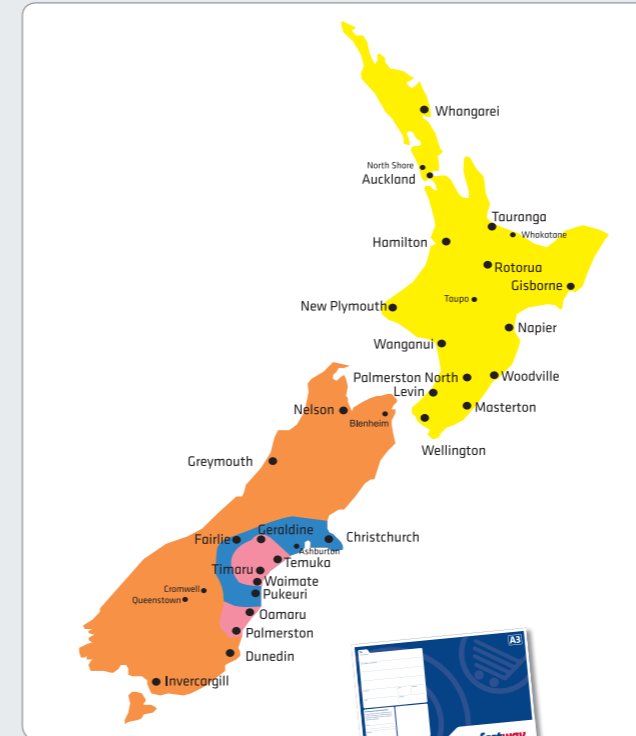 Whangarei
North Shore
Auckland
Tauranga
Whakatane
Hamilton
Rotorua
Gisborne
Taupo
New Plymouth
Napier
Wanganui
Palmerston North
Woodville
Levin
Masterton
Nelson
Blenheim
Wellington
Greymouth
Geraldine
Fairlie
Christchurch
Ashburton
Temuka
Timaru
Waimate
Cromwell
Pukeuri
Queenstown
Oamaru
Palmerston
Dunedin
A3
Invercargill